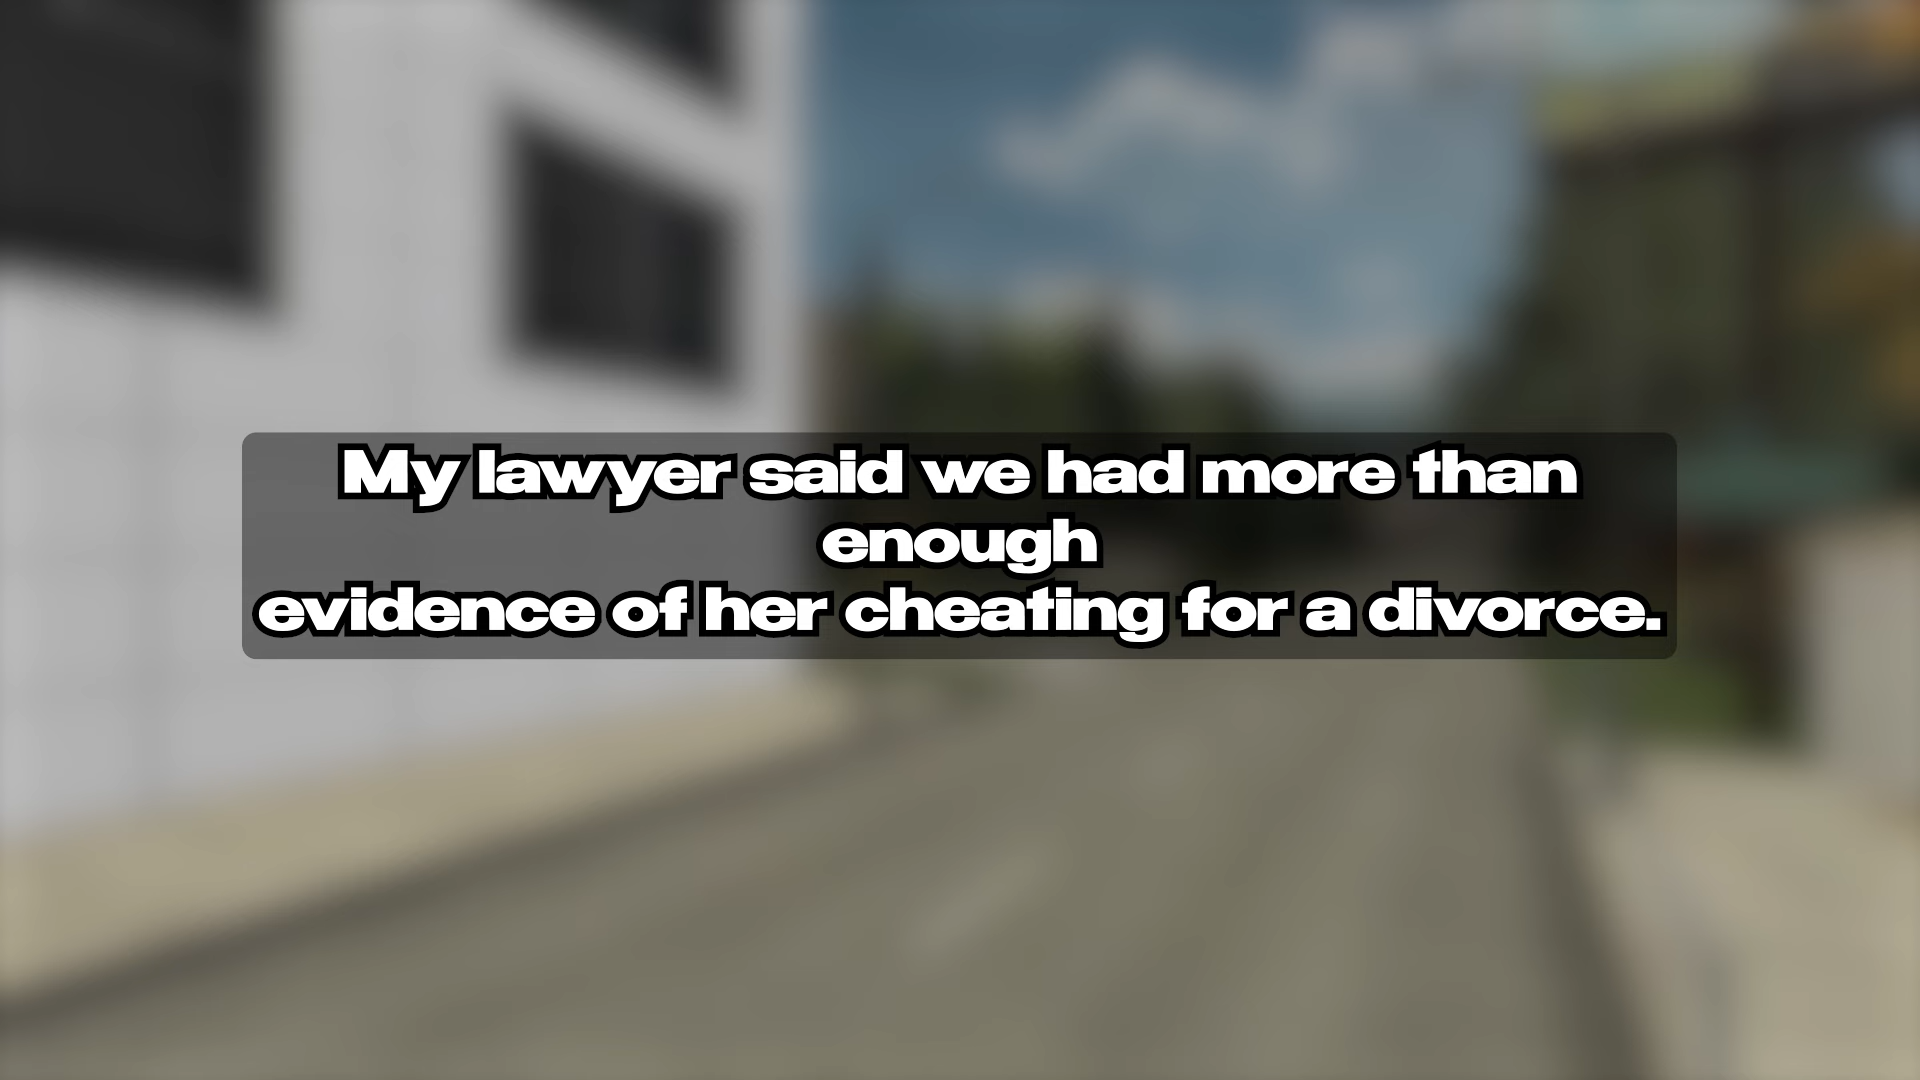 My lawyer said we had more than
enough
evidence of her cheating for a divorce.